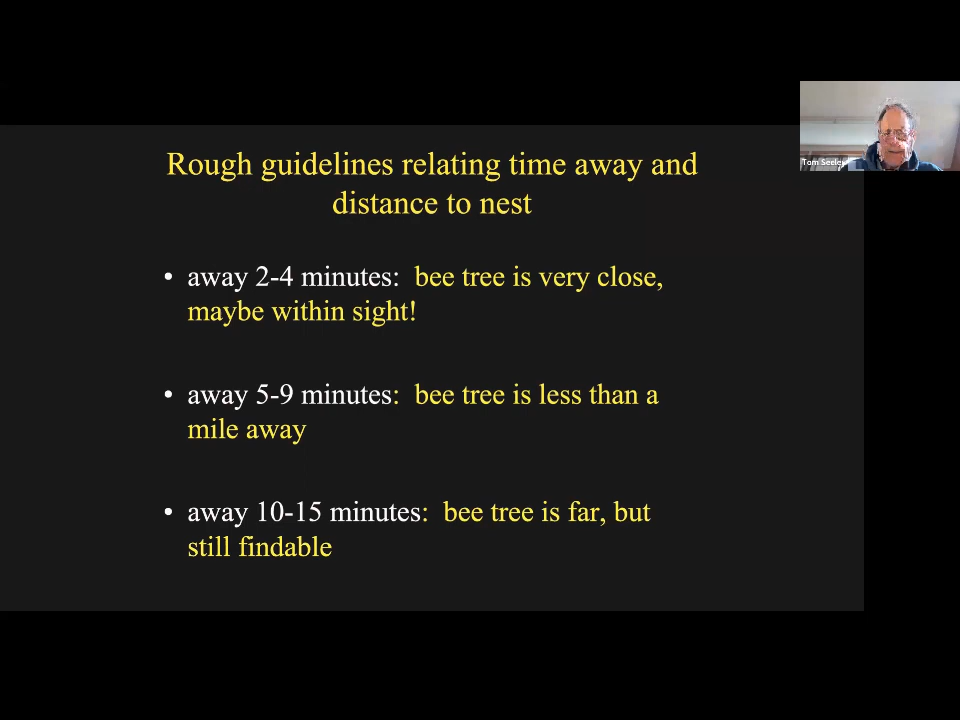 Rough guidelines relating time away and
distance to nest
Tom Seeley
• away 2-4 minutes: bee tree is very close,
maybe within sight!
• away 5-9 minutes: bee tree is less than a
mile away
• away 10-15 minutes: bee tree is far, but
still findable